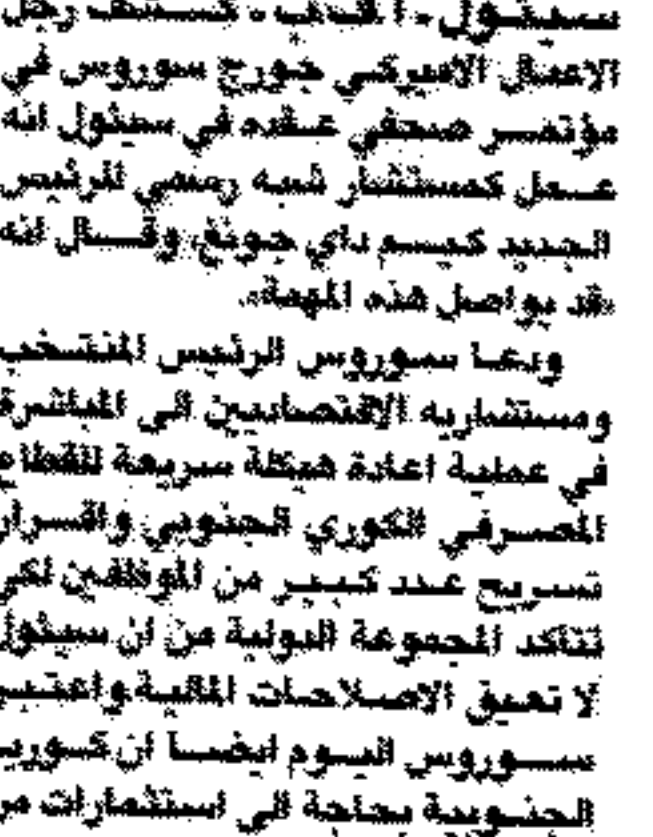 سيئول ـ ا ف ب ـ كشف رجل
الاعمال الاميركي جورج سوروس في
مؤتمر صحفي عقده في سيئول انه
عمل كمستشار شبه رسمي للرئيس
الجديد كيم داي جونغ، وقال انه
«قد يواصل هذه المهمة».
ودعا سوروس الرئيس المنتخب
ومستشاريه الاقتصاديين الى المباشرة
في عملية اعادة هيكلة سريعة للقطاع
المصرفي الكوري الجنوبي واقرار
تسريح عدد كبير من الموظفين لكي
تتأكد المجموعة الدولية من ان سيئول
لا تعيق الاصلاحات المالية واعتبر
سوروس اليوم ايضا ان كوريا
الجنوبية بحاجة الى استثمارات من